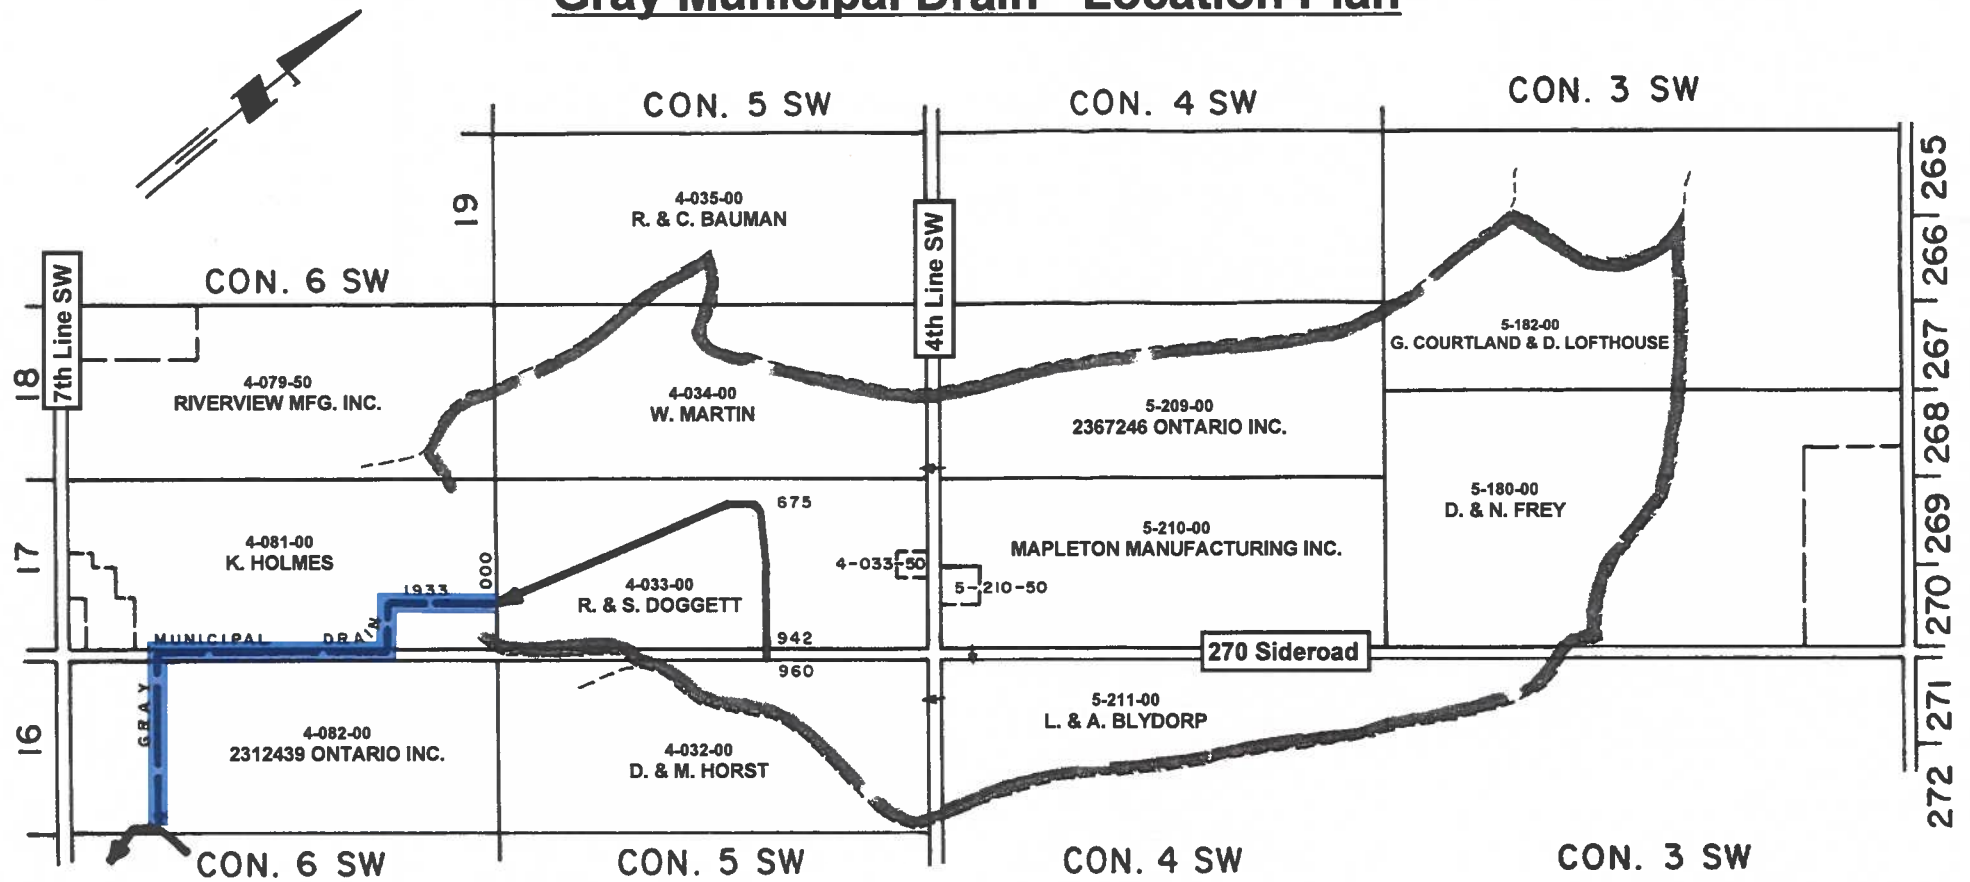 Gray Municipal Drain - Location Plan
CON. 5 SW
CON. 4 SW
CON. 3 SW
265
19
4-035-00
R. & C. BAUMAN
4th Line SW
266
7th Line SW
CON. 6 SW
267
5-182-00
G. COURTLAND & D. LOFTHOUSE
18
4-079-50
RIVERVIEW MFG. INC.
4-034-00
W. MARTIN
5-209-00
2367246 ONTARIO INC.
268
5-180-00
D. & N. FREY
675
269
17
4-081-00
K. HOLMES
000
4-033-50
5-210-00
MAPLETON MANUFACTURING INC.
5-210-50
1933
4-033-00
R. & S. DOGGETT
270
MUNICIPAL DRAIN
942
270 Sideroad
960
GRAY
271
16
4-082-00
2312439 ONTARIO INC.
4-032-00
D. & M. HORST
5-211-00
L. & A. BLYDORP
272
CON. 6 SW
CON. 5 SW
CON. 4 SW
CON. 3 SW